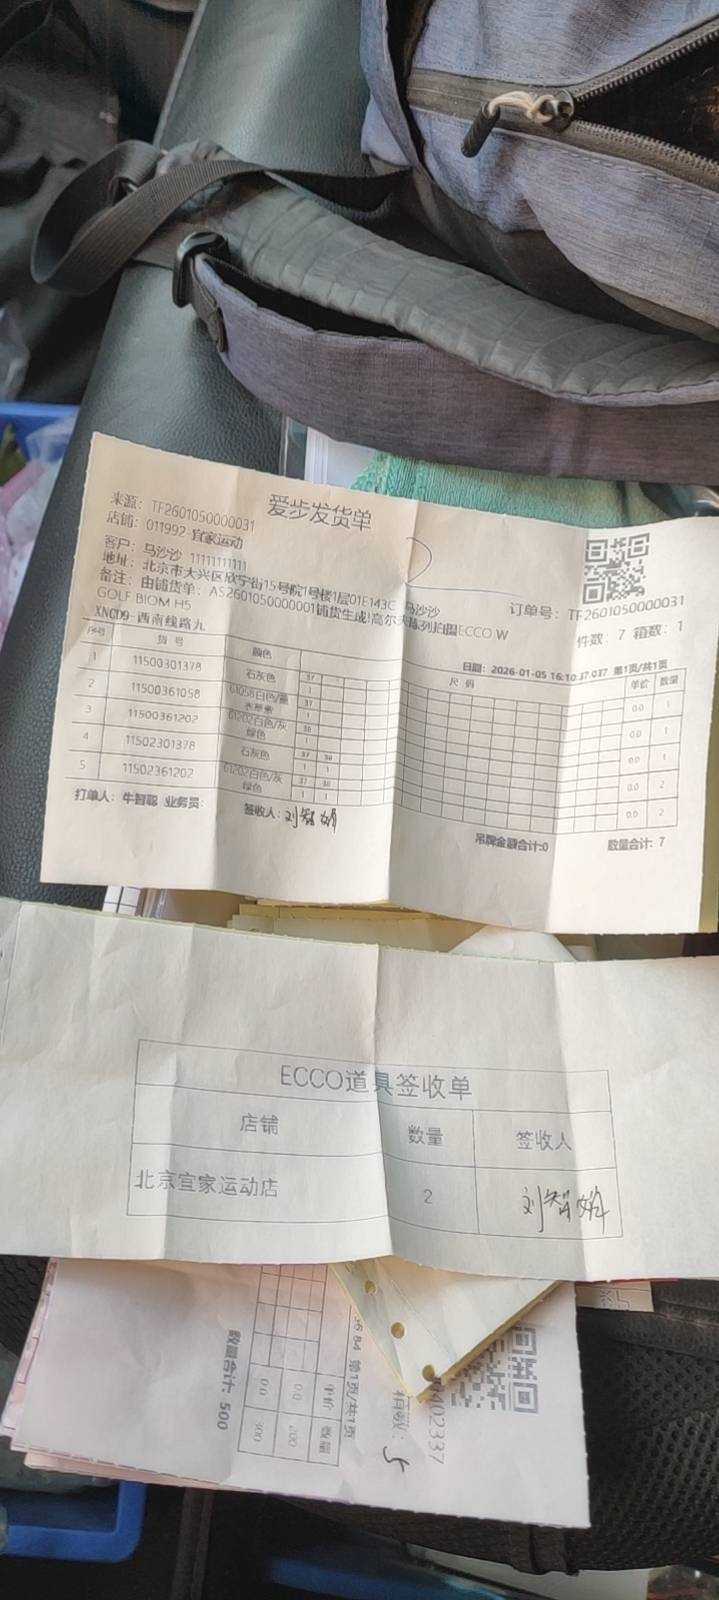 爱步发货单
来源: TF2601050000031
店铺: 011992-宜家运动
客户: 马沙沙 11111111111
地址: 北京市大兴区欣宁街15号院1号楼1层01E143C 马沙沙
订单号: TF2601050000031
备注: 由铺货单: AS2601050000001铺货生成!高尔夫陈列拍照ECCO W
GOLF BIOM H5
件数: 7 箱数: 1
XNCD9-西南线路九
日期: 2026-01-05 16:10:37.037 第1页/共1页
序号 货 号 颜色 尺 码 单价 数量
1 11500301378 石灰色 37 1 0.0 1
2 11500361058 61058白色/ 37 1 0.0 1
3 11500361202 61202白色/灰绿色 38 1 0.0 1
4 11502301378 石灰色 37 38 1 1 0.0 2
5 11502361202 61202白色/灰绿色 37 38 1 1 0.0 2
打单人: 牛智聪 业务员: 签收人: 刘智娟
吊牌金额合计:0 数量合计: 7
ECCO道具签收单
店铺 数量 签收人
北京宜家运动店 2 刘智娟
第1页/共1页
单价 数量
0.0 200
0.0 300
数量合计: 500
箱数: 5
0402337